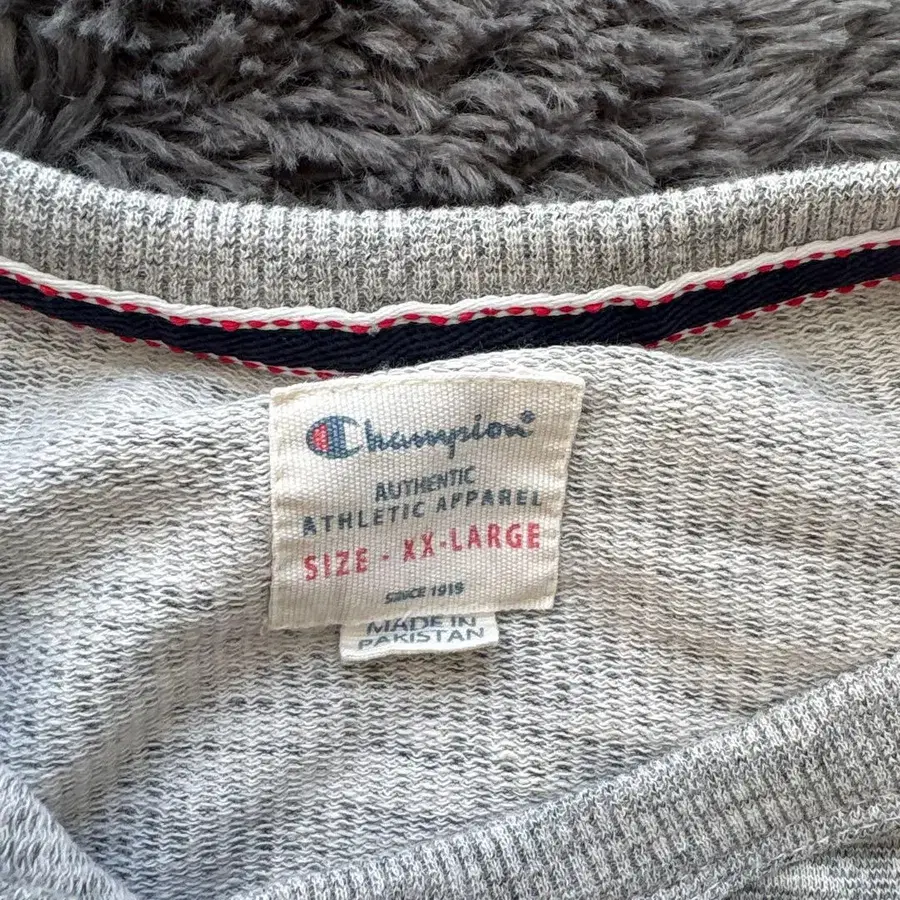 Champion
AUTHENTIC
ATHLETIC APPAREL
SIZE - XX-LARGE
SINCE 1919
MADE IN
PAKISTAN